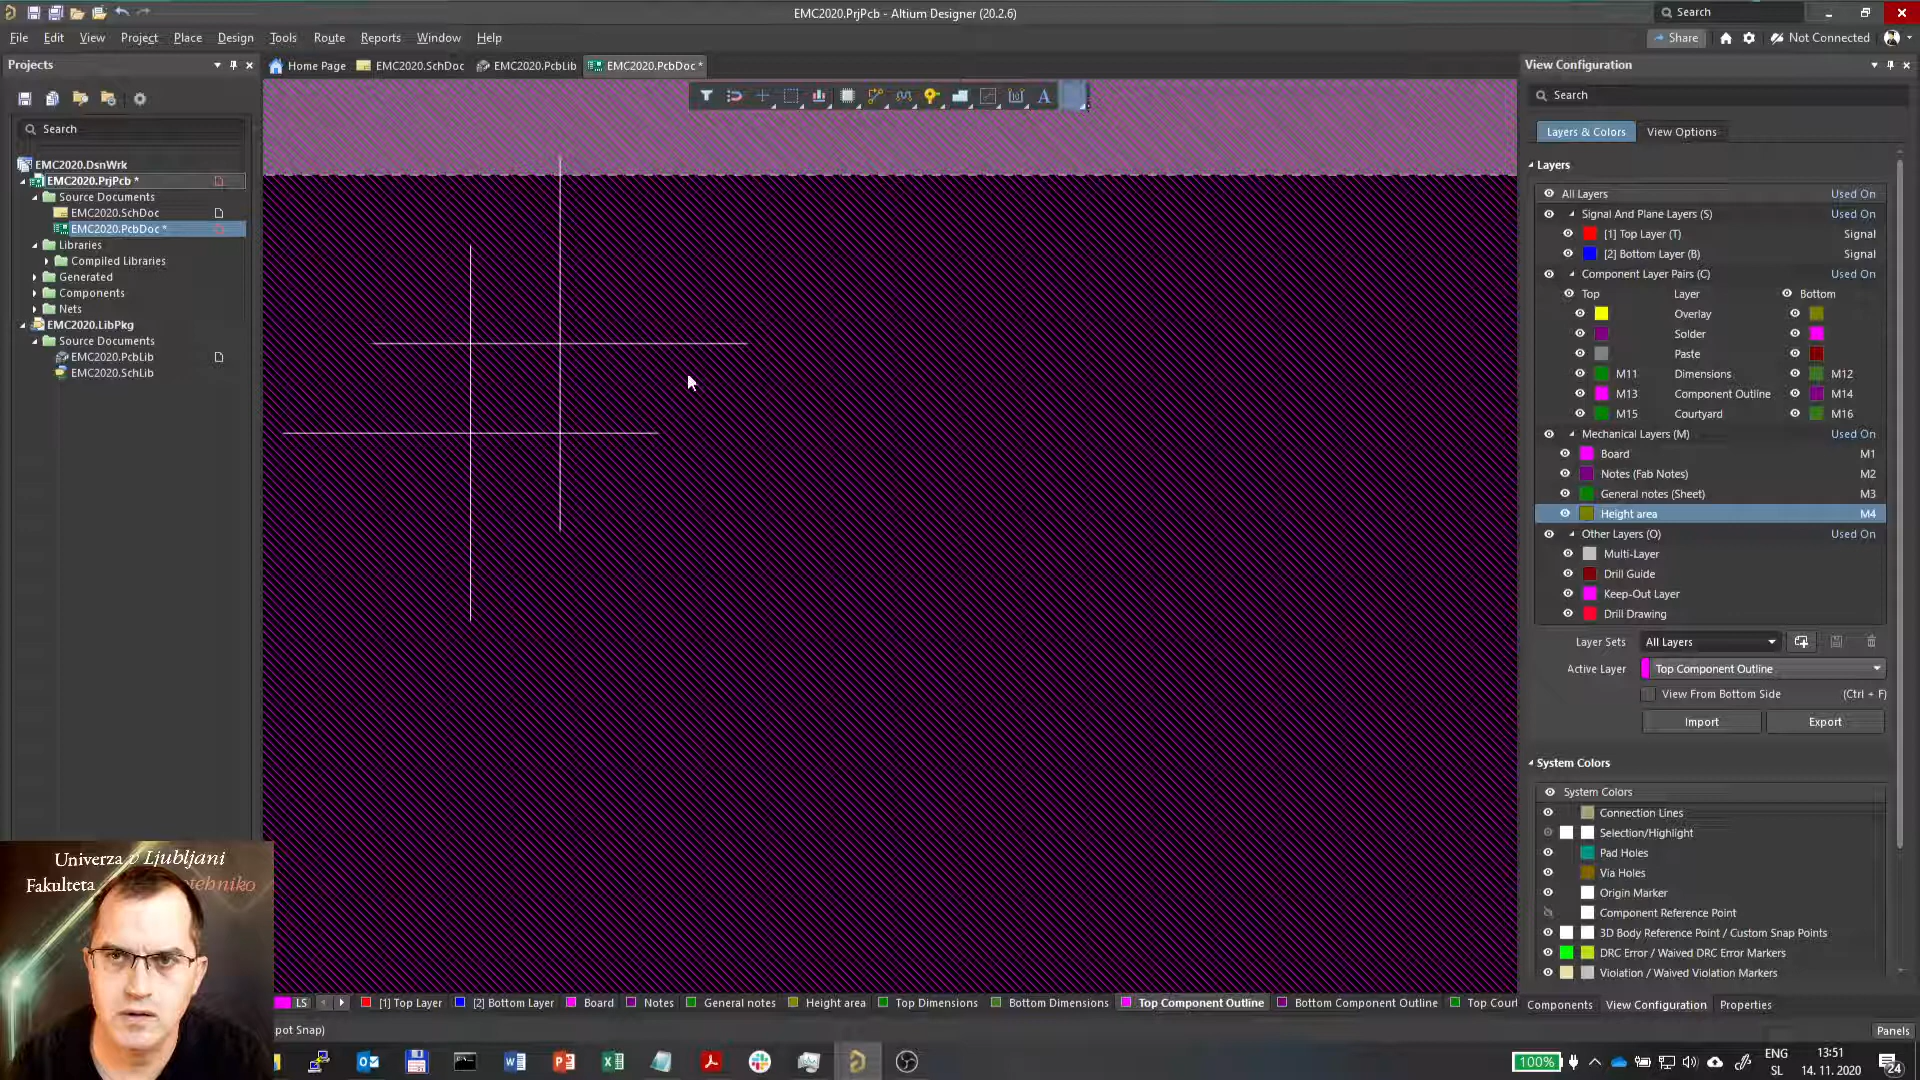 EMC2020.PrjPcb - Altium Designer (20.2.6)
Search
File Edit View Project Place Design Tools Route Reports Window Help
Share
Not Connected
Projects
Home Page
EMC2020.SchDoc
EMC2020.PcbLib
EMC2020.PcbDoc *
View Configuration
Search
Search
Layers & Colors
View Options
EMC2020.DsnWrk
EMC2020.PrjPcb *
Source Documents
EMC2020.SchDoc
EMC2020.PcbDoc *
Libraries
Compiled Libraries
Generated
Components
Nets
EMC2020.LibPkg
Source Documents
EMC2020.PcbLib
EMC2020.SchLib
Layers
All Layers Used On
Signal And Plane Layers (S) Used On
[1] Top Layer (T) Signal
[2] Bottom Layer (B) Signal
Component Layer Pairs (C) Used On
Top Layer Bottom
Overlay
Solder
Paste
M11 Dimensions M12
M13 Component Outline M14
M15 Courtyard M16
Mechanical Layers (M) Used On
Board M1
Notes (Fab Notes) M2
General notes (Sheet) M3
Height area M4
Other Layers (O) Used On
Multi-Layer
Drill Guide
Keep-Out Layer
Drill Drawing
Layer Sets All Layers
Active Layer Top Component Outline
View From Bottom Side (Ctrl + F)
Import Export
System Colors
System Colors
Connection Lines
Selection/Highlight
Pad Holes
Via Holes
Origin Marker
Component Reference Point
3D Body Reference Point / Custom Snap Points
DRC Error / Waived DRC Error Markers
Violation / Waived Violation Markers
Univerza v Ljubljani
Fakulteta
LS [1] Top Layer [2] Bottom Layer Board Notes General notes Height area Top Dimensions Bottom Dimensions Top Component Outline Bottom Component Outline Top Court
Components View Configuration Properties
pot Snap)
Panels
100%
ENG
SL
13:51
14. 11. 2020
24